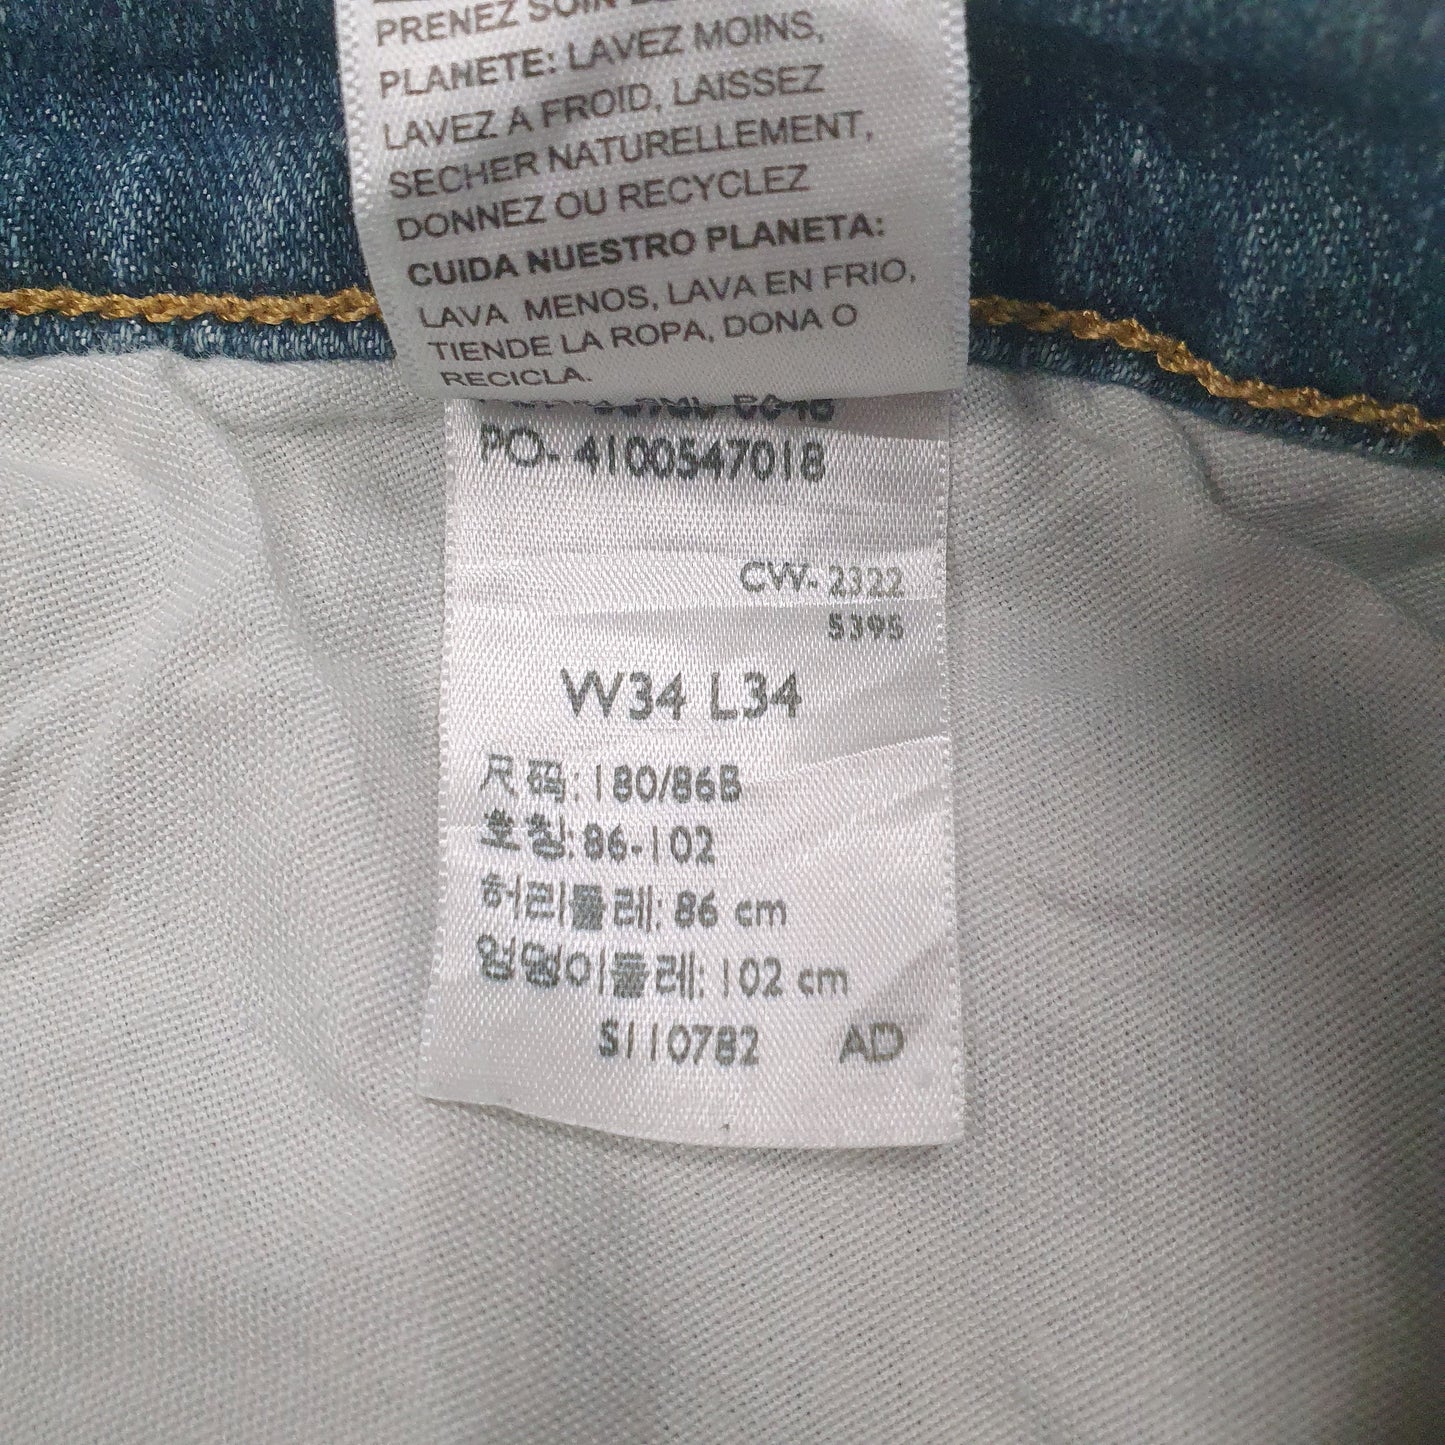 PRENEZ SOIN
PLANETE: LAVEZ MOINS,
LAVEZ A FROID, LAISSEZ
SECHER NATURELLEMENT,
DONNEZ OU RECYCLEZ
CUIDA NUESTRO PLANETA:
LAVA MENOS, LAVA EN FRIO,
TIENDE LA ROPA, DONA O
RECICLA.
PO- 4100547018
CW- 2322
5395
W34 L34
尺码: 180/86B
호칭: 86-102
허리둘레: 86 cm
엉덩이둘레: 102 cm
S110782 AD